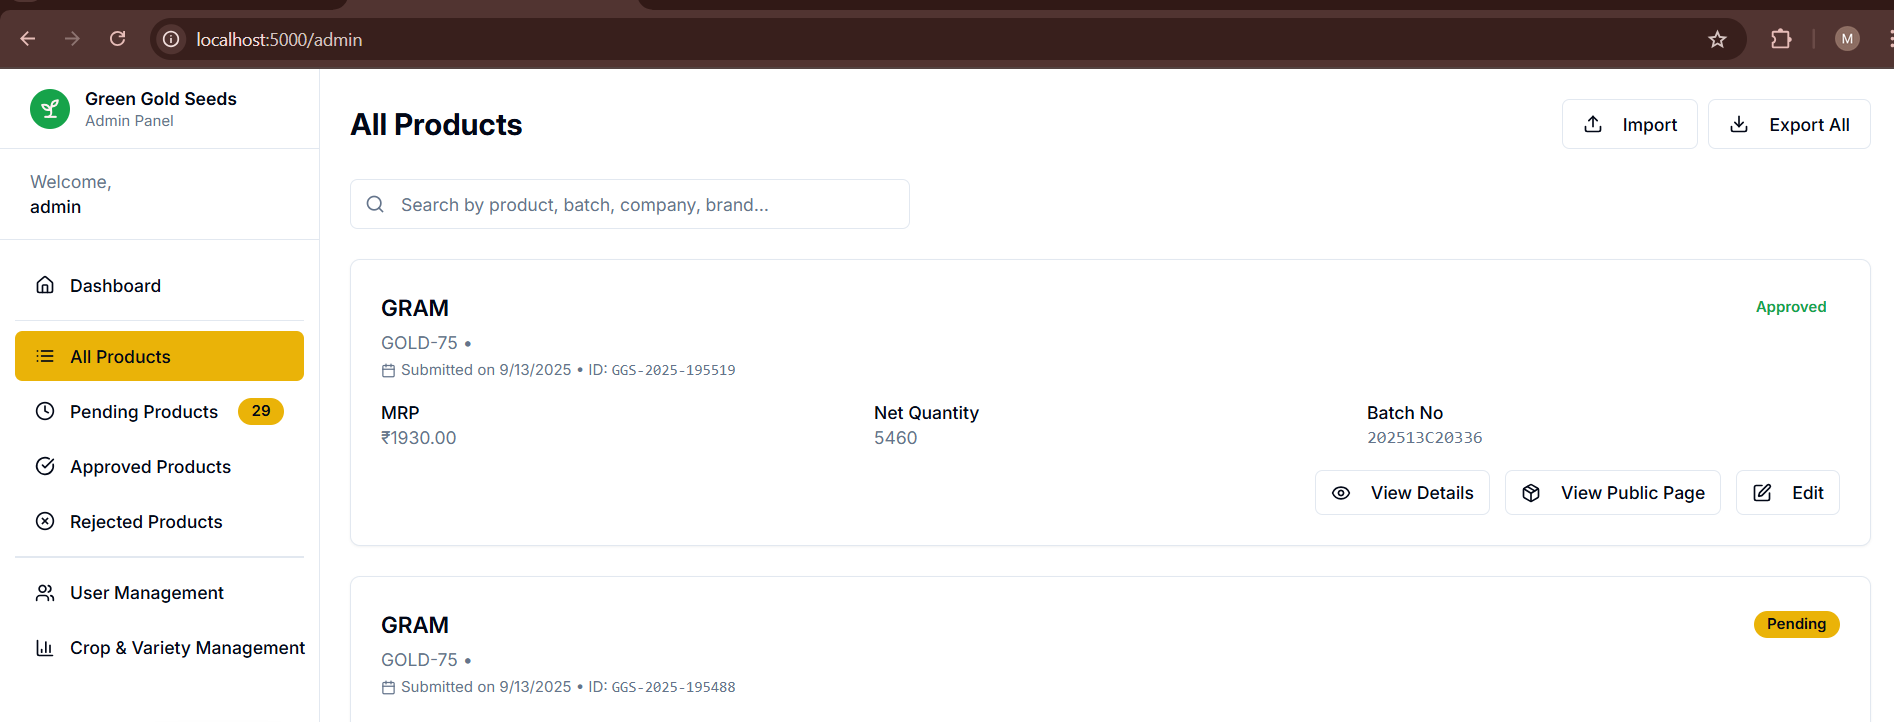 localhost:5000/admin
M
Green Gold Seeds
Admin Panel
Welcome,
admin
Dashboard
All Products
Pending Products 29
Approved Products
Rejected Products
User Management
Crop & Variety Management
All Products
Import
Export All
Search by product, batch, company, brand...
GRAM
Approved
GOLD-75 •
Submitted on 9/13/2025 • ID: GGS-2025-195519
MRP
₹1930.00
Net Quantity
5460
Batch No
202513C20336
View Details
View Public Page
Edit
GRAM
Pending
GOLD-75 •
Submitted on 9/13/2025 • ID: GGS-2025-195488